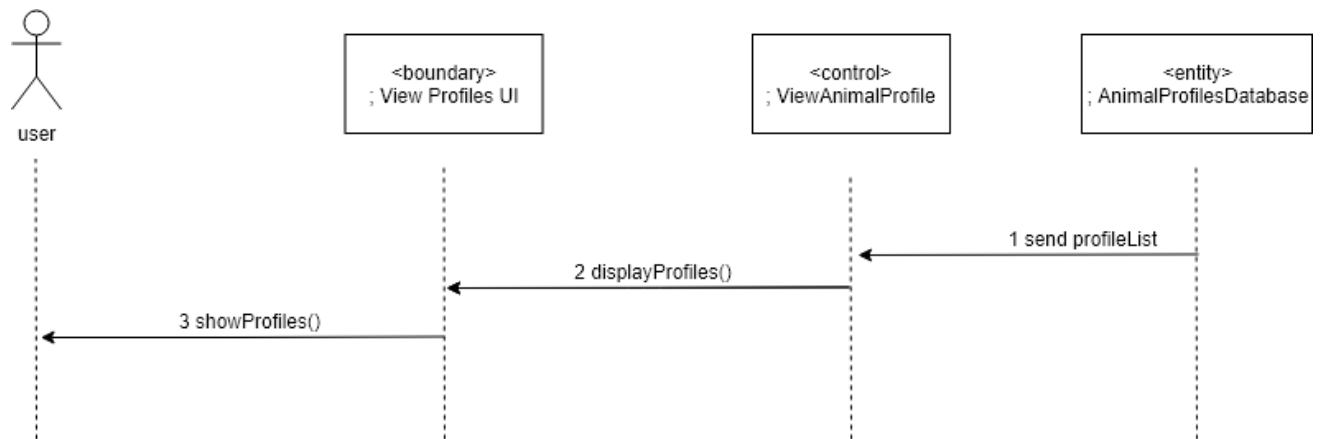 user
<boundary>
; View Profiles UI
<control>
; ViewAnimalProfile
<entity>
; AnimalProfilesDatabase
1 send profileList
2 displayProfiles()
3 showProfiles()